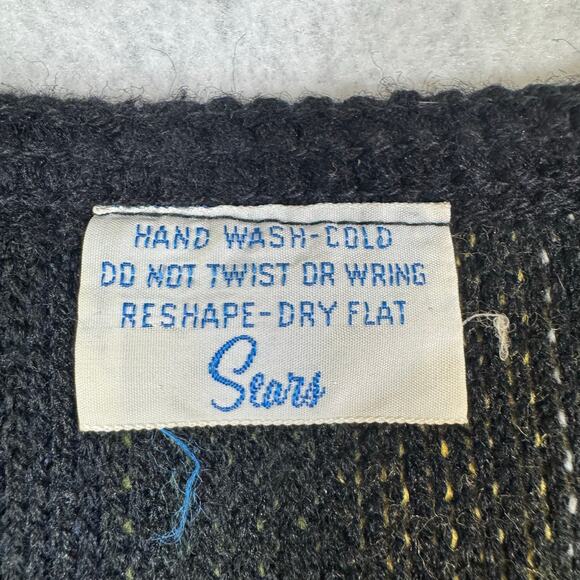 HAND WASH-COLD
DO NOT TWIST OR WRING
RESHAPE-DRY FLAT
Sears